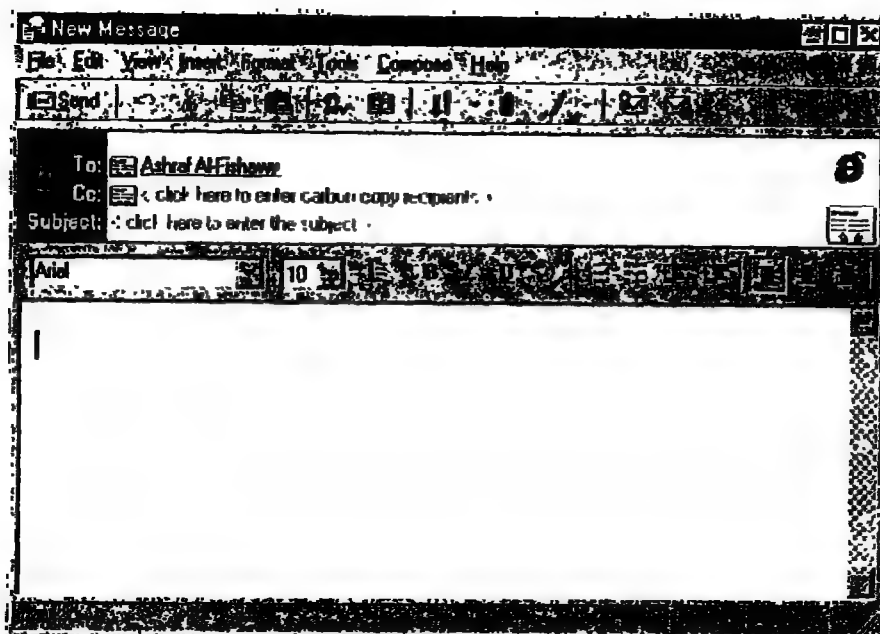 New Message
File Edit View Insert Format Tools Compose Help
Send
To: Ashraf Al-Fishawy
Cc: < click here to enter carbon copy recipients >
Subject: < click here to enter the subject >
Arial 10 B U